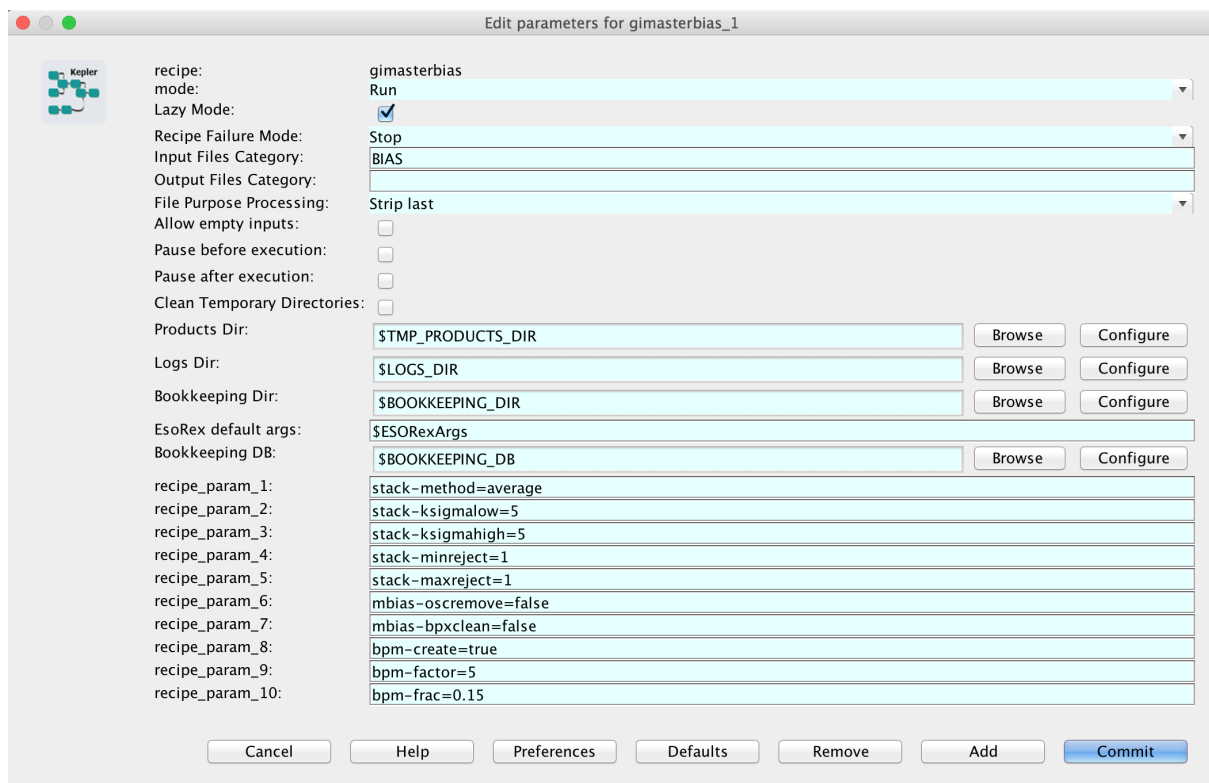 Edit parameters for gimasterbias_1
Kepler
recipe: gimasterbias
mode: Run
Lazy Mode:
Recipe Failure Mode: Stop
Input Files Category: BIAS
Output Files Category:
File Purpose Processing: Strip last
Allow empty inputs:
Pause before execution:
Pause after execution:
Clean Temporary Directories:
Products Dir: $TMP_PRODUCTS_DIR Browse Configure
Logs Dir: $LOGS_DIR Browse Configure
Bookkeeping Dir: $BOOKKEEPING_DIR Browse Configure
EsoRex default args: $ESORexArgs
Bookkeeping DB: $BOOKKEEPING_DB Browse Configure
recipe_param_1: stack-method=average
recipe_param_2: stack-ksigmalow=5
recipe_param_3: stack-ksigmahigh=5
recipe_param_4: stack-minreject=1
recipe_param_5: stack-maxreject=1
recipe_param_6: mbias-oscremove=false
recipe_param_7: mbias-bpxclean=false
recipe_param_8: bpm-create=true
recipe_param_9: bpm-factor=5
recipe_param_10: bpm-frac=0.15
Cancel Help Preferences Defaults Remove Add Commit